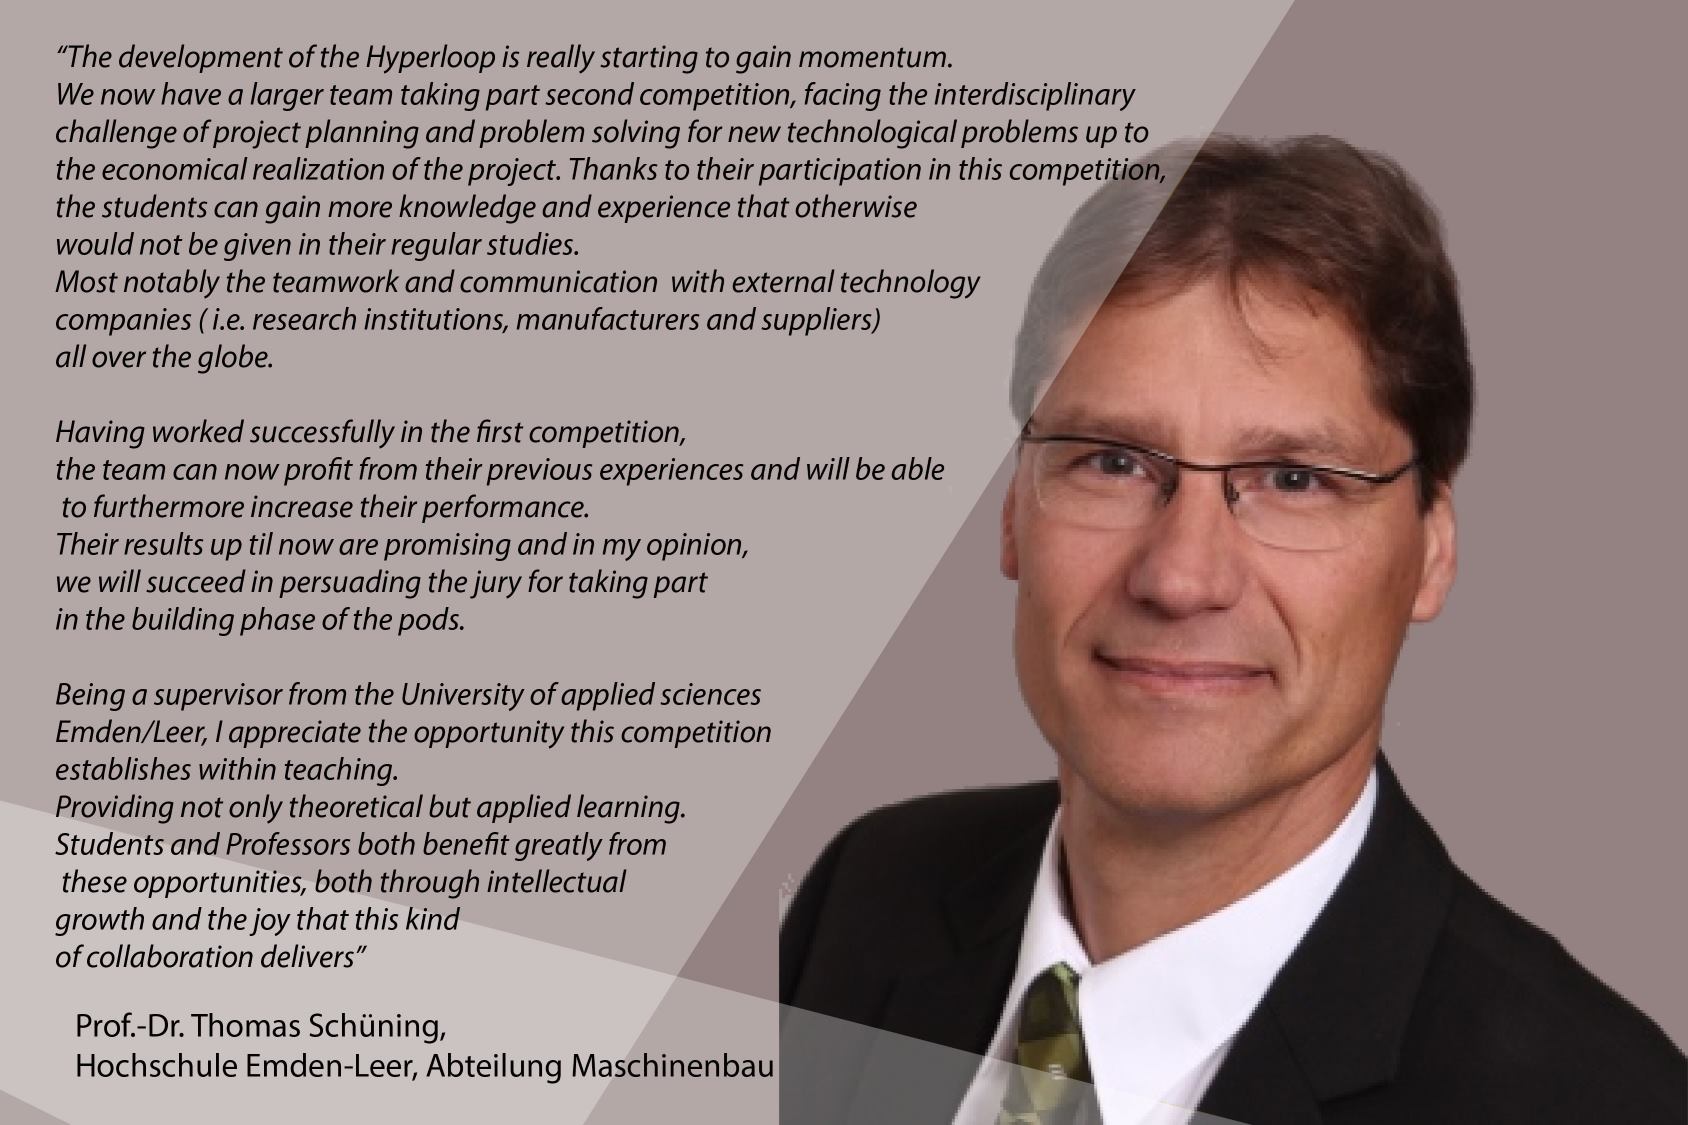 “The development of the Hyperloop is really starting to gain momentum.
We now have a larger team taking part second competition, facing the interdisciplinary
challenge of project planning and problem solving for new technological problems up to
the economical realization of the project. Thanks to their participation in this competition,
the students can gain more knowledge and experience that otherwise
would not be given in their regular studies.
Most notably the teamwork and communication  with external technology
companies ( i.e. research institutions, manufacturers and suppliers)
all over the globe.
Having worked successfully in the first competition,
the team can now profit from their previous experiences and will be able
to furthermore increase their performance.
Their results up til now are promising and in my opinion,
we will succeed in persuading the jury for taking part
in the building phase of the pods.
Being a supervisor from the University of applied sciences
Emden/Leer, I appreciate the opportunity this competition
establishes within teaching.
Providing not only theoretical but applied learning.
Students and Professors both benefit greatly from
these opportunities, both through intellectual
growth and the joy that this kind
of collaboration delivers”
Prof.-Dr. Thomas Schüning,
Hochschule Emden-Leer, Abteilung Maschinenbau